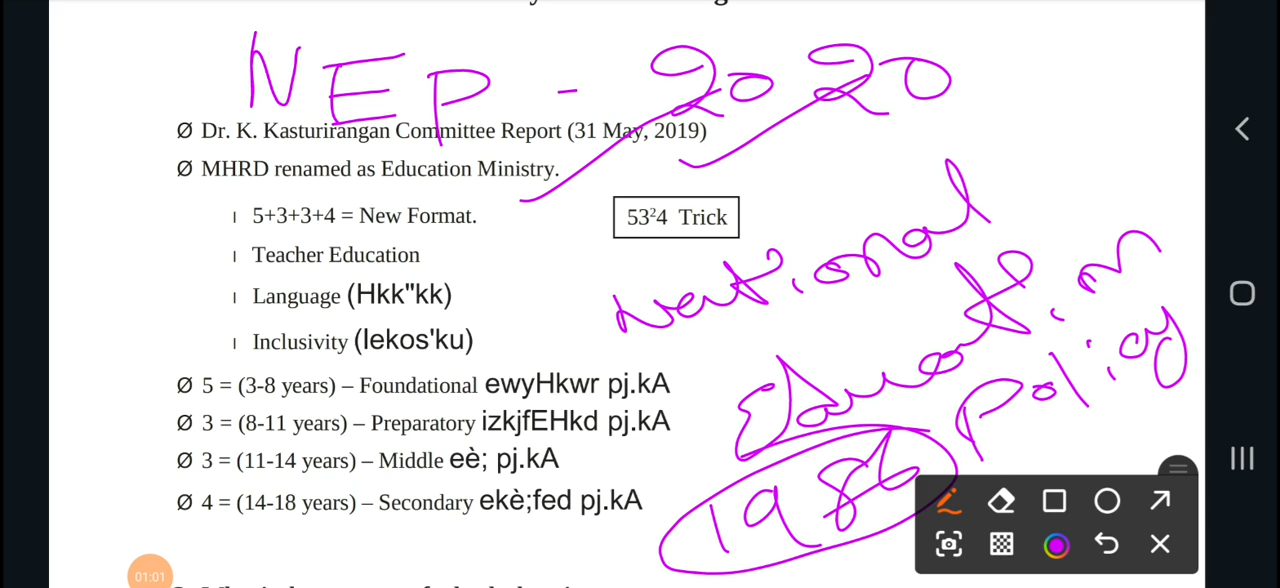 NEP - 2020
Ø Dr. K. Kasturirangan Committee Report (31 May, 2019)
Ø MHRD renamed as Education Ministry.
l 5+3+3+4 = New Format.
53²4 Trick
l Teacher Education
l Language (Hkk"kk)
l Inclusivity (lekos'ku)
National
Education
Policy
1986
Ø 5 = (3-8 years) – Foundational ewyHkwr pj.kA
Ø 3 = (8-11 years) – Preparatory izkjfEHkd pj.kA
Ø 3 = (11-14 years) – Middle eè; pj.kA
Ø 4 = (14-18 years) – Secondary ekè;fed pj.kA
01:01